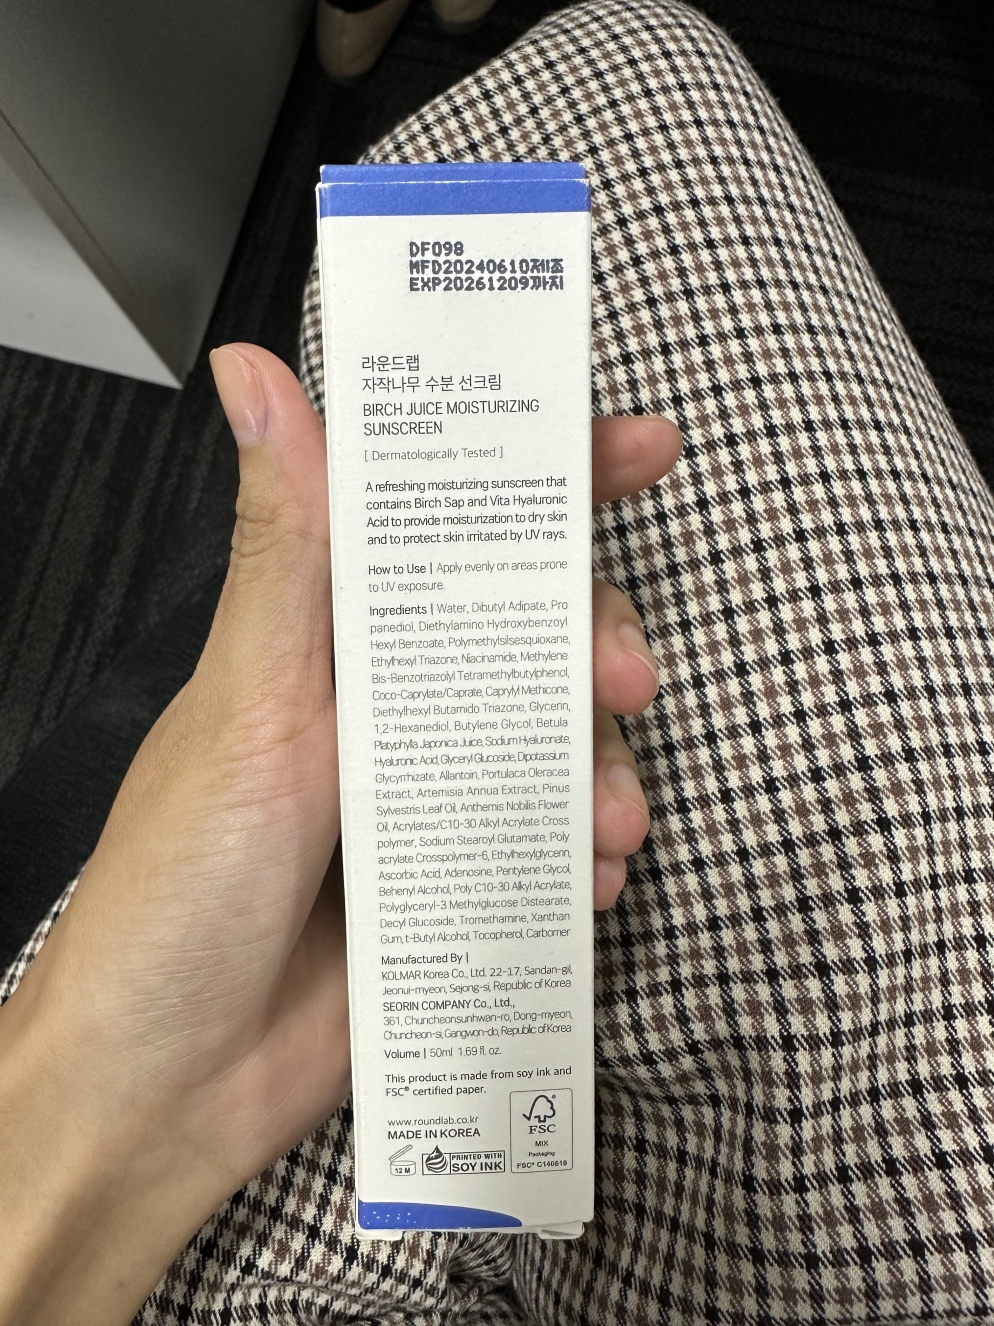 DF098
MFD20240610제조
EXP20261209까지
라운드랩
자작나무 수분 선크림
BIRCH JUICE MOISTURIZING
SUNSCREEN
[ Dermatologically Tested ]
A refreshing moisturizing sunscreen that
contains Birch Sap and Vita Hyaluronic
Acid to provide moisturization to dry skin
and to protect skin irritated by UV rays.
How to Use | Apply evenly on areas prone
to UV exposure.
Ingredients | Water, Dibutyl Adipate, Pro
panediol, Diethylamino Hydroxybenzoyl
Hexyl Benzoate, Polymethylsilsesquioxane,
Ethylhexyl Triazone, Niacinamide, Methylene
Bis-Benzotriazolyl Tetramethylbutylphenol,
Coco-Caprylate/Caprate, Caprylyl Methicone,
Diethylhexyl Butamido Triazone, Glycerin,
1,2-Hexanediol, Butylene Glycol, Betula
Platyphylla Japonica Juice, Sodium Hyaluronate,
Hyaluronic Acid, Glyceryl Glucoside, Dipotassium
Glycyrrhizate, Allantoin, Portulaca Oleracea
Extract, Artemisia Annua Extract, Pinus
Sylvestris Leaf Oil, Anthemis Nobilis Flower
Oil, Acrylates/C10-30 Alkyl Acrylate Cross
polymer, Sodium Stearoyl Glutamate, Poly
acrylate Crosspolymer-6, Ethylhexylglycerin,
Ascorbic Acid, Adenosine, Pentylene Glycol,
Behenyl Alcohol, Poly C10-30 Alkyl Acrylate,
Polyglyceryl-3 Methylglucose Distearate,
Decyl Glucoside, Tromethamine, Xanthan
Gum, t-Butyl Alcohol, Tocopherol, Carbomer
Manufactured By |
KOLMAR Korea Co., Ltd. 22-17, Sandan-gil,
Jeonui-myeon, Sejong-si, Republic of Korea
SEORIN COMPANY Co., Ltd.,
361, Chuncheonsunhwan-ro, Dong-myeon,
Chuncheon-si, Gangwon-do, Republic of Korea
Volume | 50ml 1.69 fl. oz.
This product is made from soy ink and
FSC® certified paper.
www.roundlab.co.kr
MADE IN KOREA
12 M
PRINTED WITH
SOY INK
FSC
MIX
Packaging
FSC® C140516